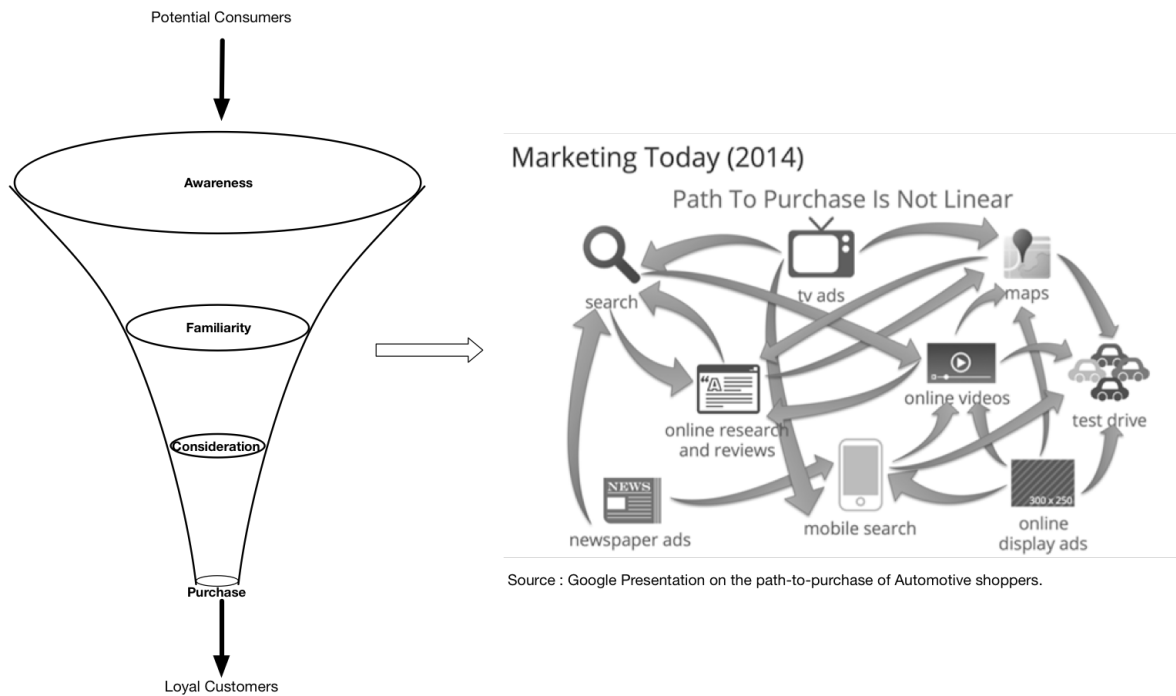 Potential Consumers
Awareness
Familiarity
Consideration
Purchase
Loyal Customers
Marketing Today (2014)
Path To Purchase Is Not Linear
search
tv ads
maps
“A
online research
and reviews
online videos
test drive
NEWS
newspaper ads
mobile search
300 x 250
online
display ads
Source : Google Presentation on the path-to-purchase of Automotive shoppers.